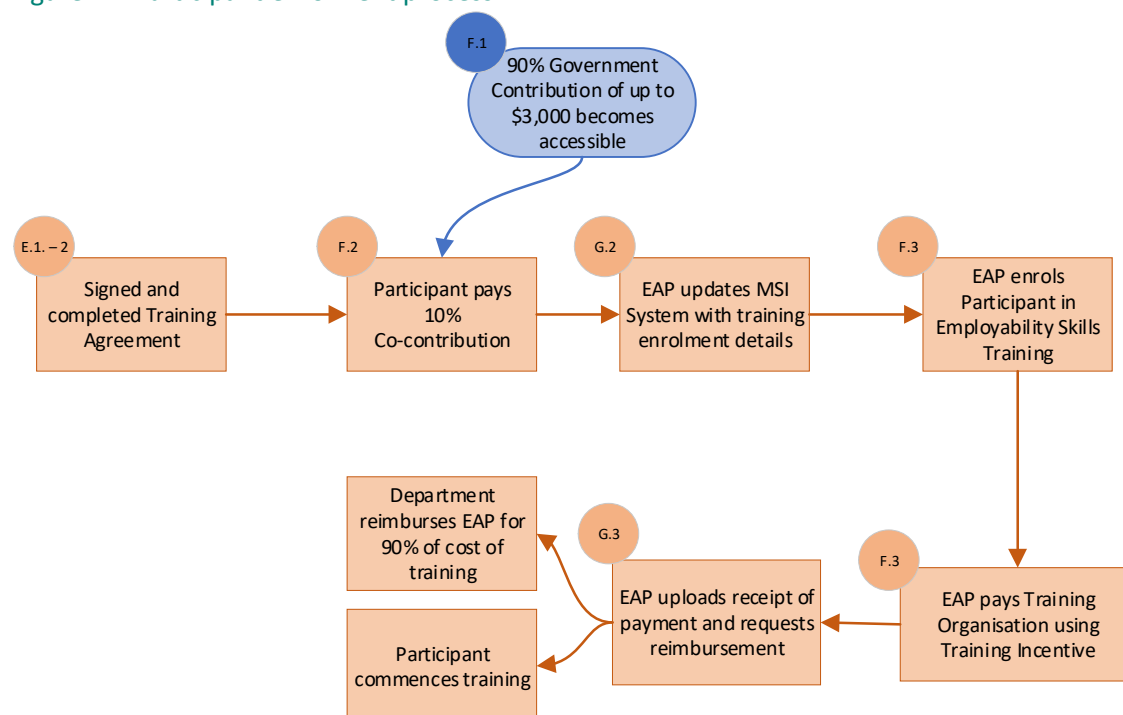 F.1
90% Government
Contribution of up to
$3,000 becomes
accessible
E.1. – 2
Signed and
completed Training
Agreement
F.2
Participant pays
10%
Co-contribution
G.2
EAP updates MSI
System with training
enrolment details
F.3
EAP enrols
Participant in
Employability Skills
Training
Department
reimburses EAP for
90% of cost of
training
Participant
commences training
G.3
EAP uploads receipt of
payment and requests
reimbursement
F.3
EAP pays Training
Organisation using
Training Incentive